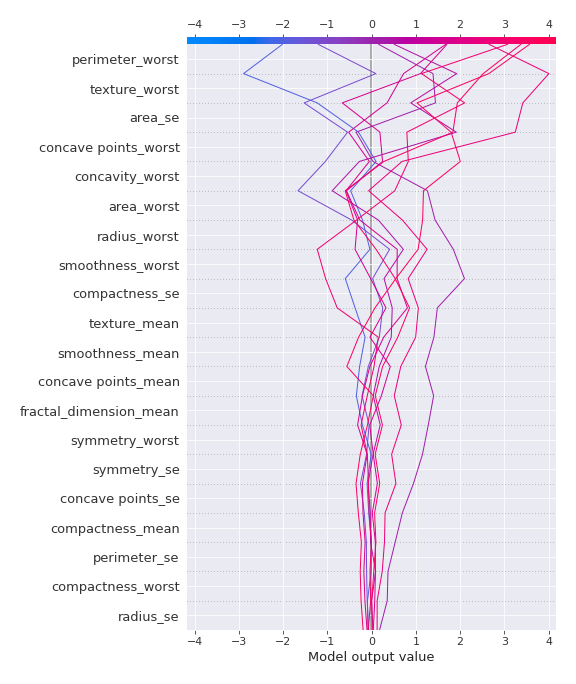 −4 −3 −2 −1 0 1 2 3 4
perimeter_worst
texture_worst
area_se
concave points_worst
concavity_worst
area_worst
radius_worst
smoothness_worst
compactness_se
texture_mean
smoothness_mean
concave points_mean
fractal_dimension_mean
symmetry_worst
symmetry_se
concave points_se
compactness_mean
perimeter_se
compactness_worst
radius_se
−4 −3 −2 −1 0 1 2 3 4
Model output value